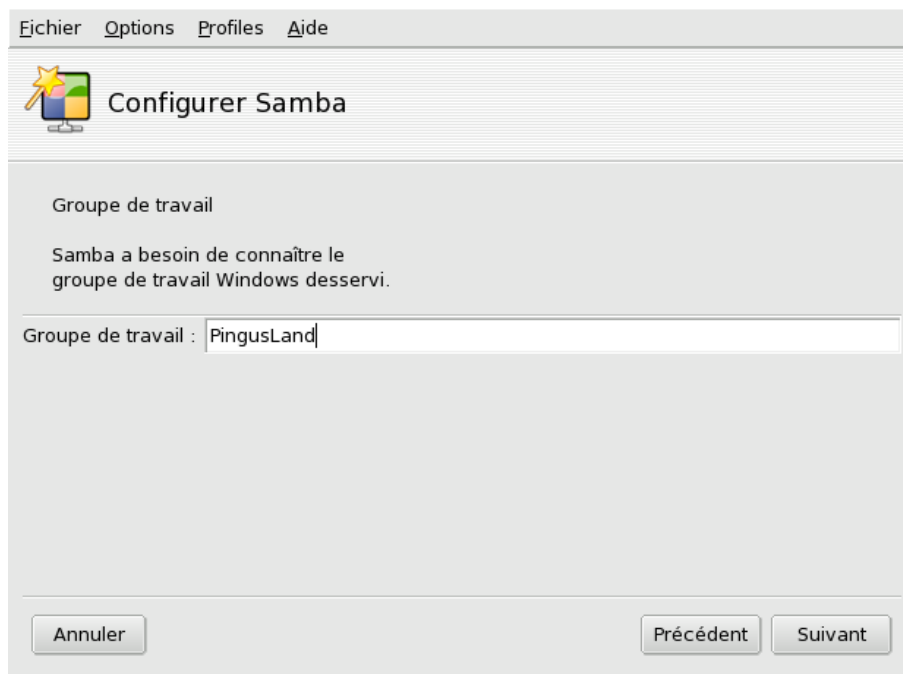 Fichier Options Profiles Aide
Configurer Samba
Groupe de travail
Samba a besoin de connaître le
groupe de travail Windows desservi.
Groupe de travail : PingusLand
Annuler Précédent Suivant